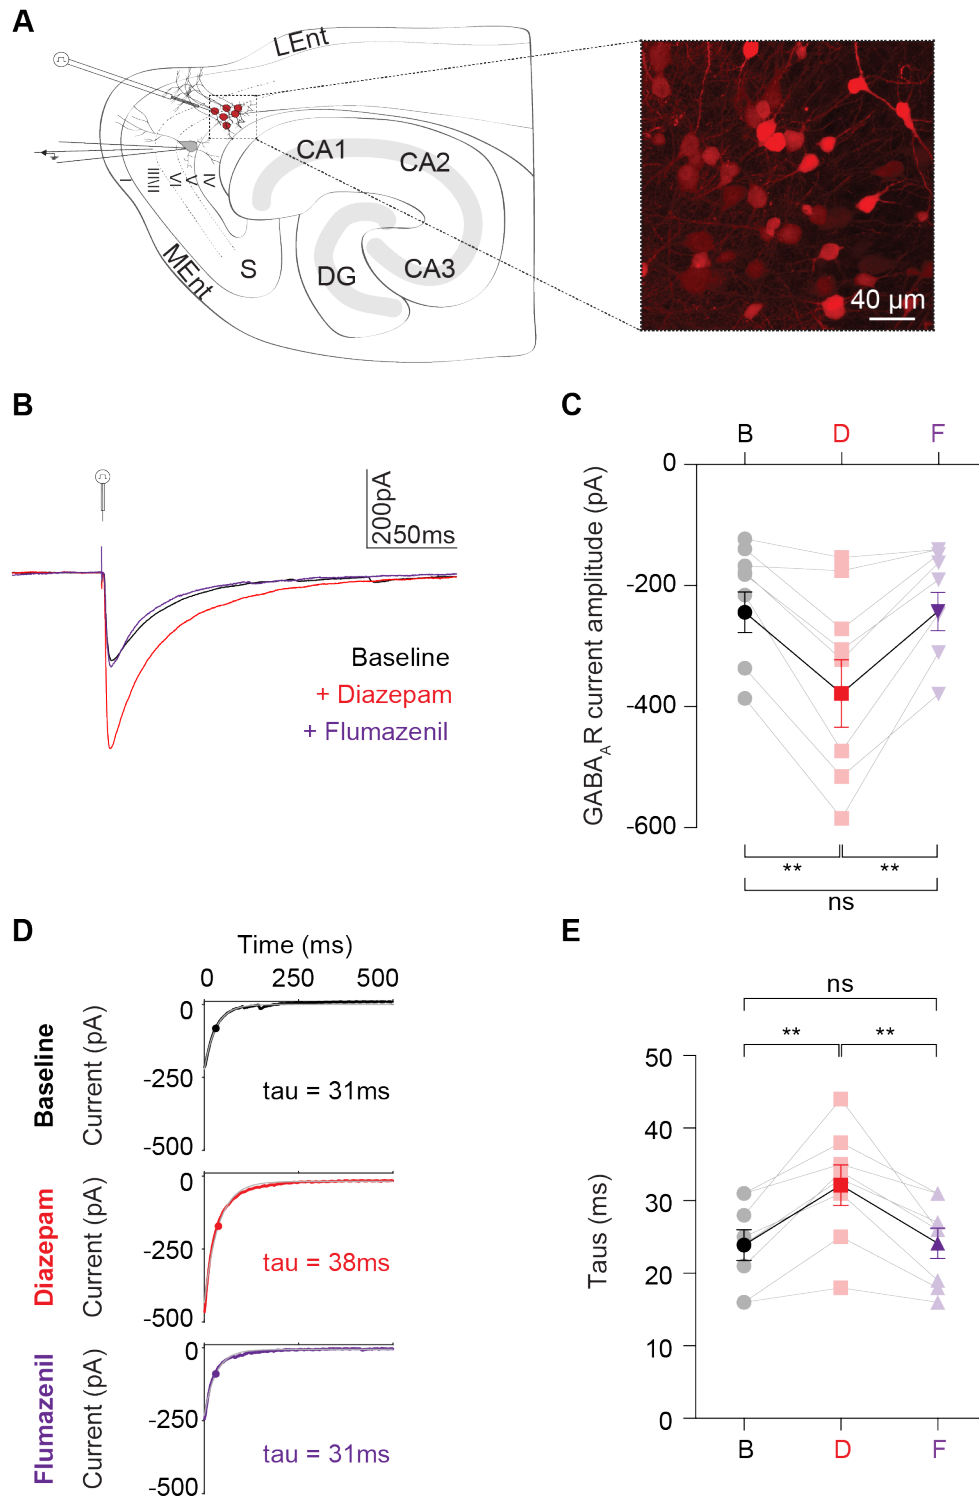 A
LEnt
CA1
CA2
CA3
DG
S
MEnt
I
II/III
VI
V
IV
40 µm
B
200pA
250ms
Baseline
+ Diazepam
+ Flumazenil
C
B D F
GABA_A R current amplitude (pA)
0
-200
-400
-600
** **
ns
D
Time (ms)
0 250 500
Baseline
Current (pA)
0
-250
-500
tau = 31ms
Diazepam
Current (pA)
0
-250
-500
tau = 38ms
Flumazenil
Current (pA)
0
-250
-500
tau = 31ms
E
ns
** **
Taus (ms)
50
40
30
20
10
0
B D F